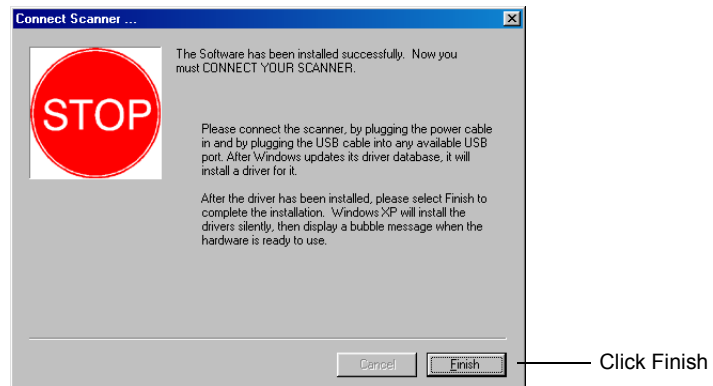 Connect Scanner ...
STOP
The Software has been installed successfully. Now you
must CONNECT YOUR SCANNER.
Please connect the scanner, by plugging the power cable
in and by plugging the USB cable into any available USB
port. After Windows updates its driver database, it will
install a driver for it.
After the driver has been installed, please select Finish to
complete the installation. Windows XP will install the
drivers silently, then display a bubble message when the
hardware is ready to use.
Cancel
Finish
Click Finish